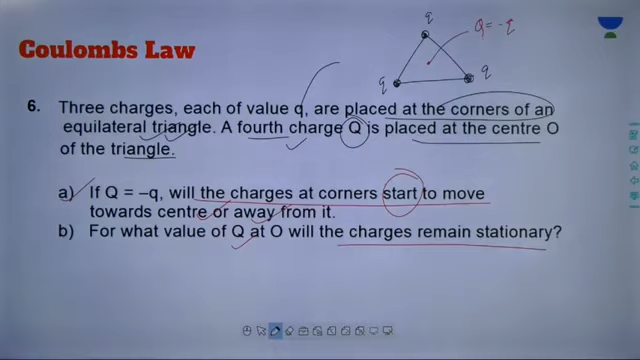 q
Q = -q
Coulombs Law
q
q
6. Three charges, each of value q, are placed at the corners of an
equilateral triangle. A fourth charge Q is placed at the centre O
of the triangle.
a) If Q = –q, will the charges at corners start to move
towards centre or away from it.
b) For what value of Q at O will the charges remain stationary?